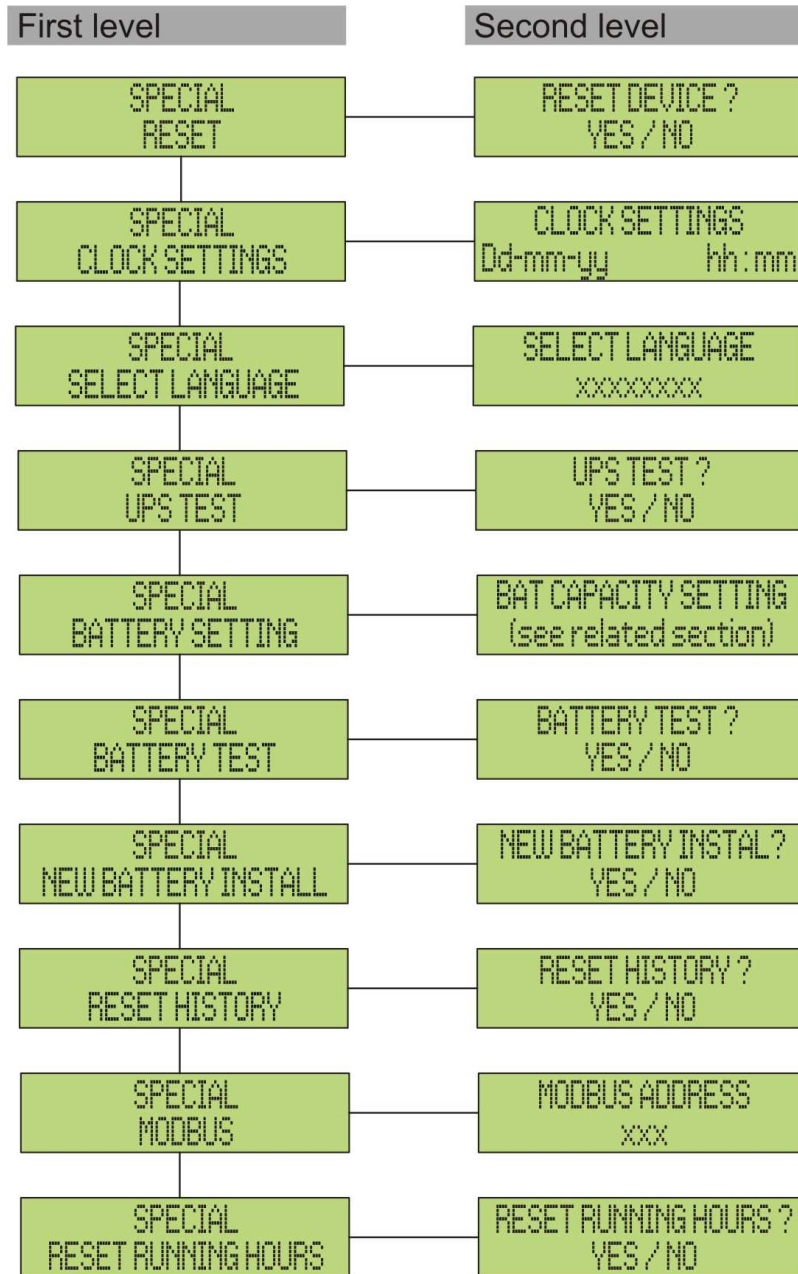 First level
Second level
SPECIAL
RESET
RESET DEVICE ?
YES / NO
SPECIAL
CLOCK SETTINGS
CLOCK SETTINGS
Dd-mm-yy hh:mm
SPECIAL
SELECT LANGUAGE
SELECT LANGUAGE
xxxxxxxx
SPECIAL
UPS TEST
UPS TEST ?
YES / NO
SPECIAL
BATTERY SETTING
BAT CAPACITY SETTING
(see related section)
SPECIAL
BATTERY TEST
BATTERY TEST ?
YES / NO
SPECIAL
NEW BATTERY INSTALL
NEW BATTERY INSTAL ?
YES / NO
SPECIAL
RESET HISTORY
RESET HISTORY ?
YES / NO
SPECIAL
MODBUS
MODBUS ADDRESS
xxx
SPECIAL
RESET RUNNING HOURS
RESET RUNNING HOURS ?
YES / NO